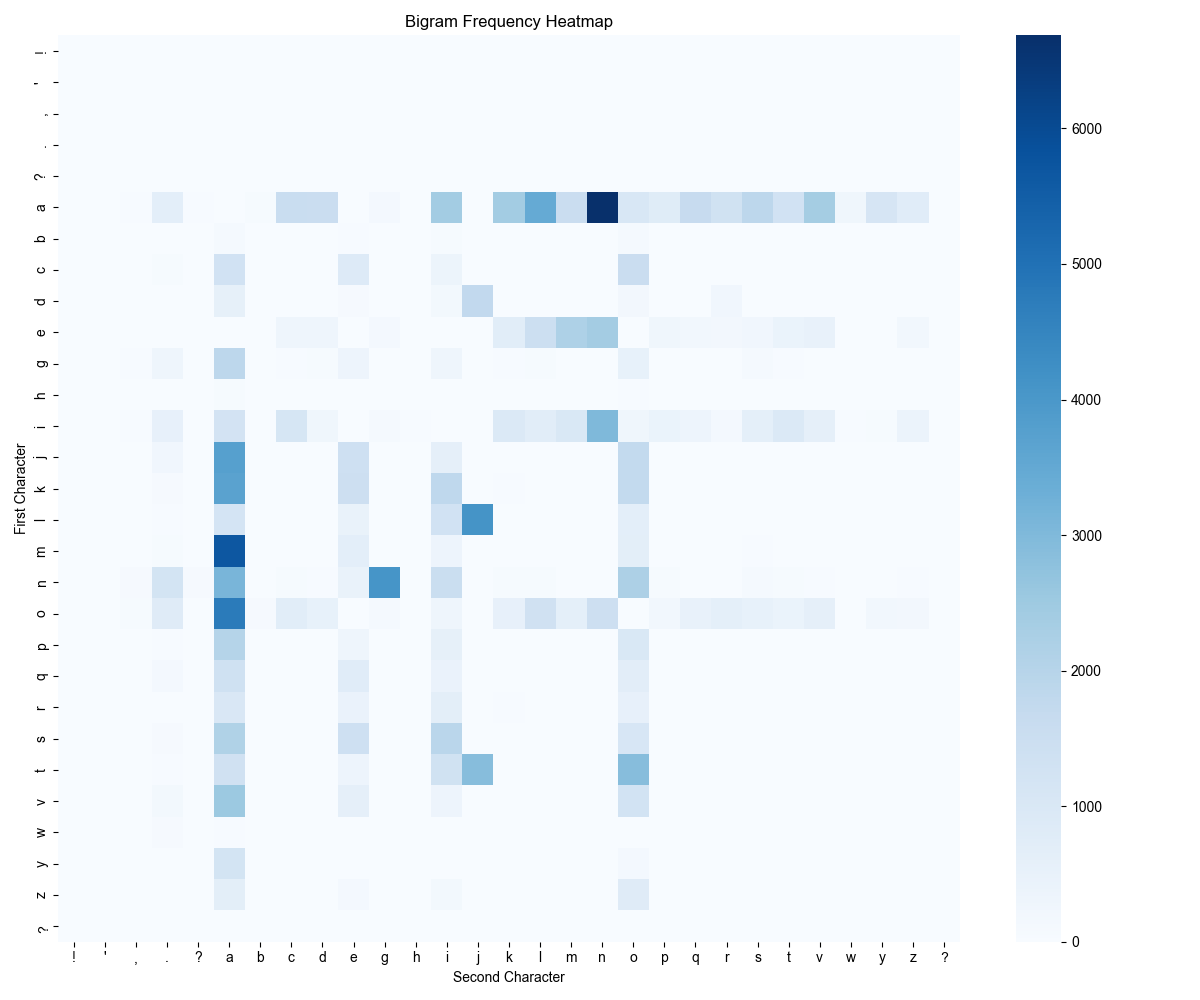 Bigram Frequency Heatmap
!
'
,
.
?
a
b
c
d
e
g
h
i
j
k
l
m
n
o
p
q
r
s
t
v
w
y
z
?
First Character
! ' , . ? a b c d e g h i j k l m n o p q r s t v w y z ?
Second Character
6000
5000
4000
3000
2000
1000
0